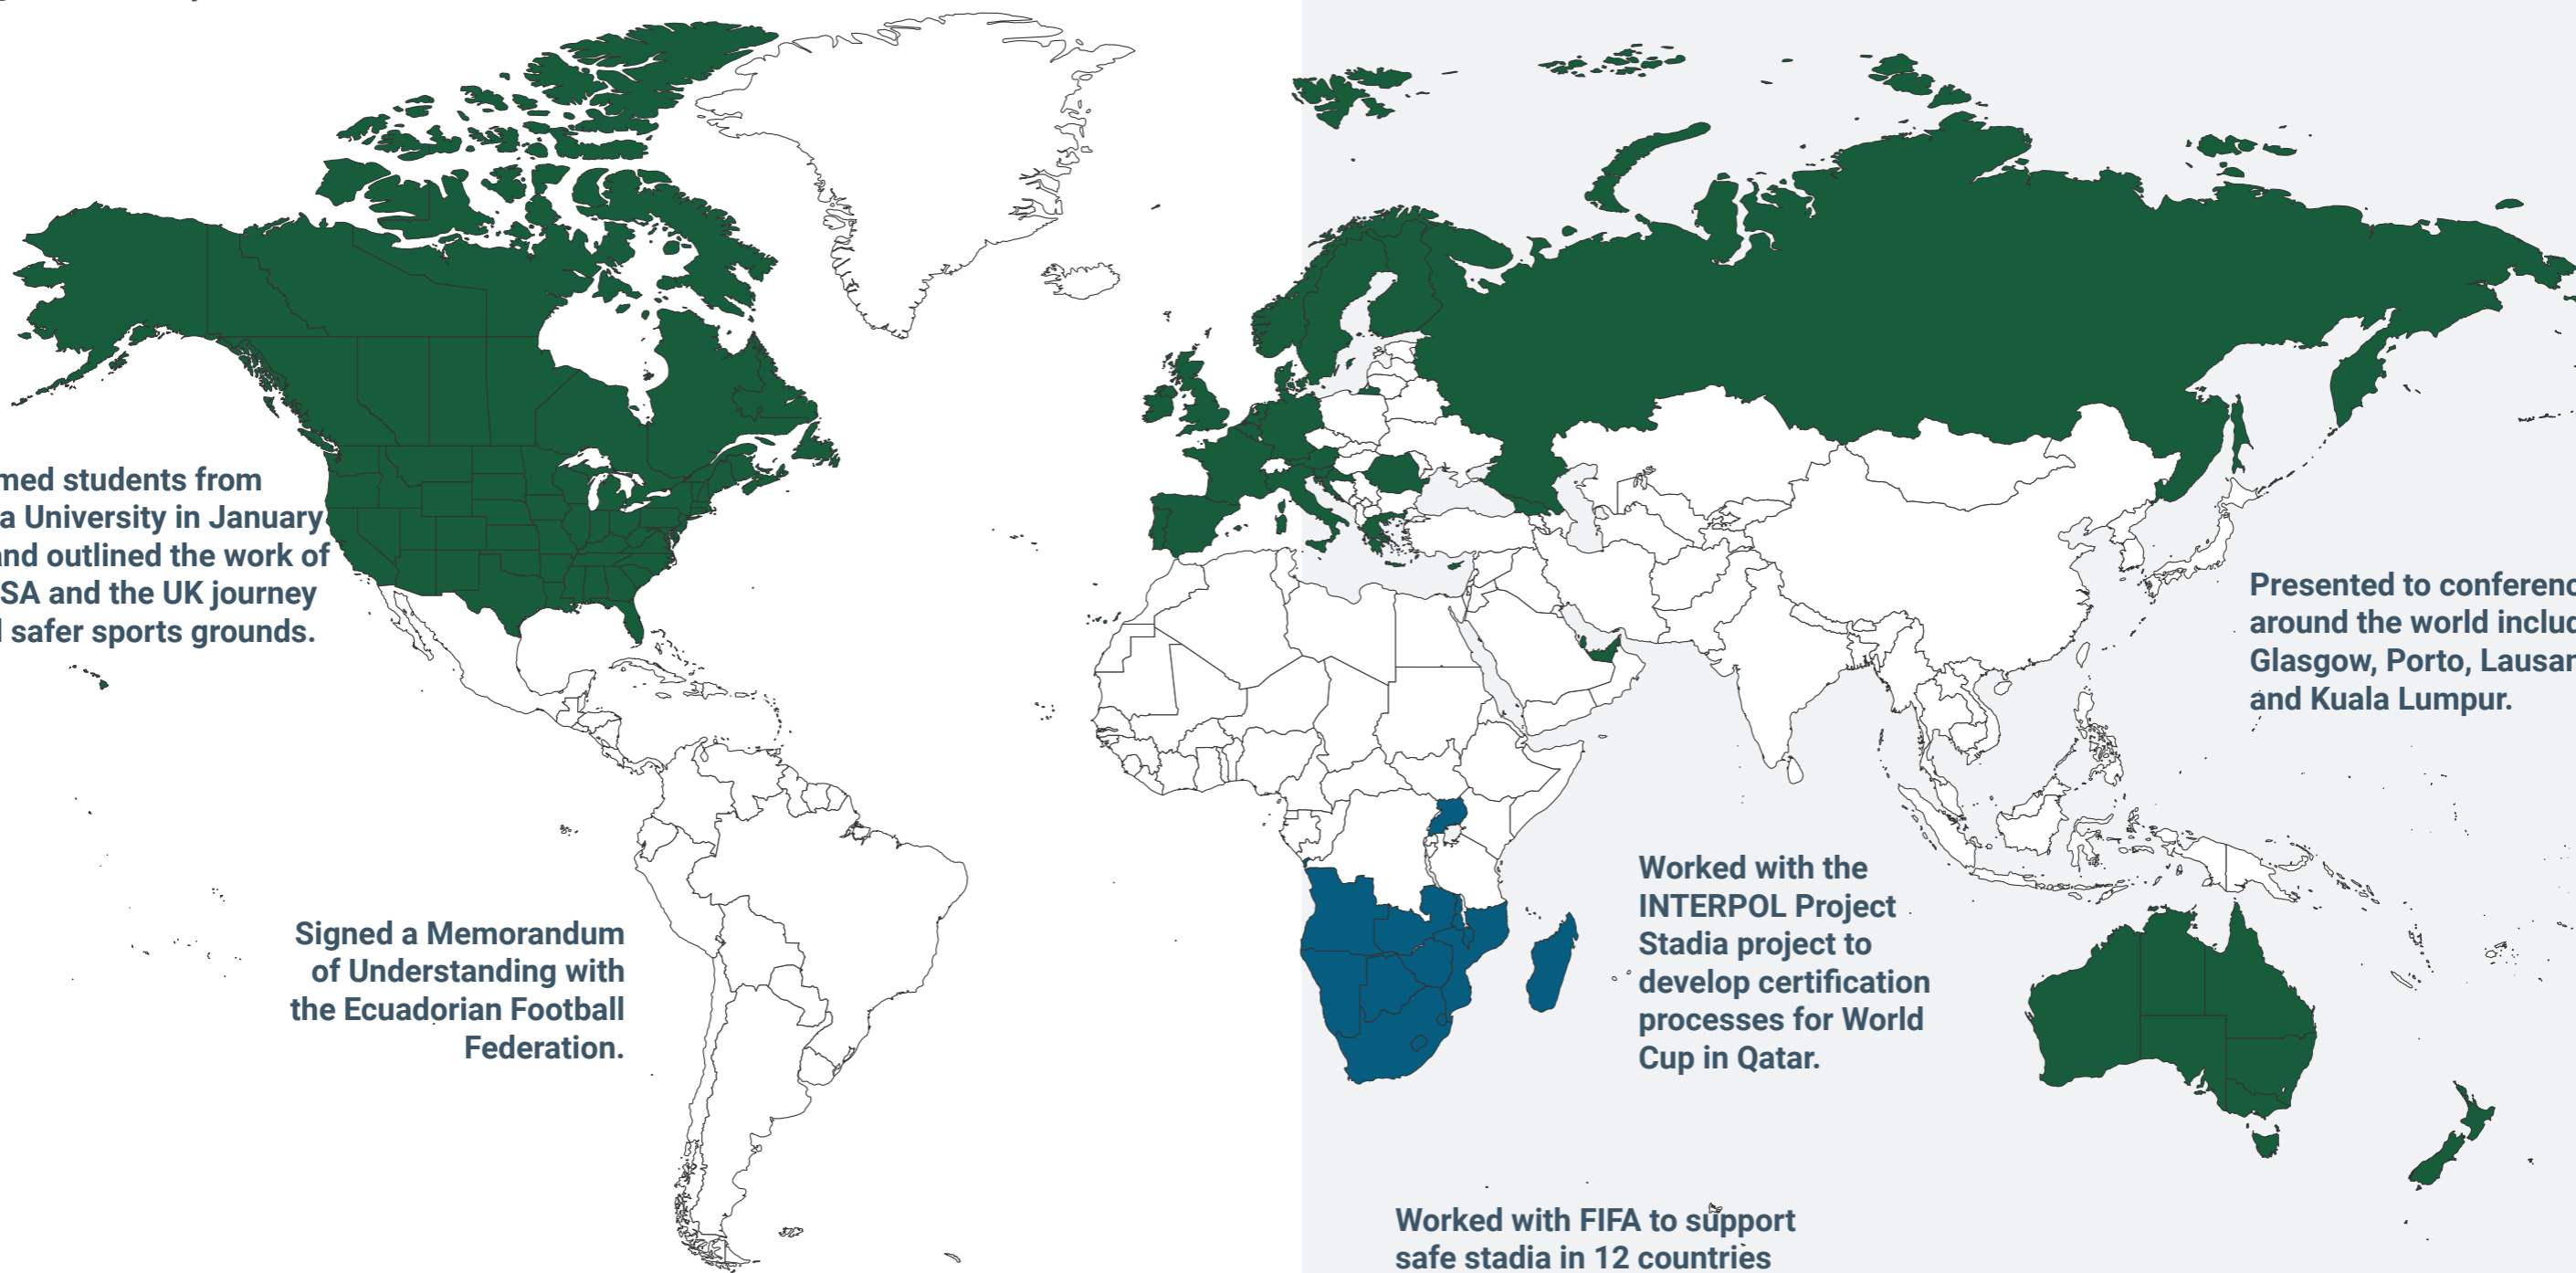 med students from
a University in January
and outlined the work of
SA and the UK journey
safer sports grounds.
Signed a Memorandum
of Understanding with
the Ecuadorian Football
Federation.
Worked with the
INTERPOL Project
Stadia project to
develop certification
processes for World
Cup in Qatar.
Presented to conferenc
around the world includ
Glasgow, Porto, Lausan
and Kuala Lumpur.
Worked with FIFA to support
safe stadia in 12 countries